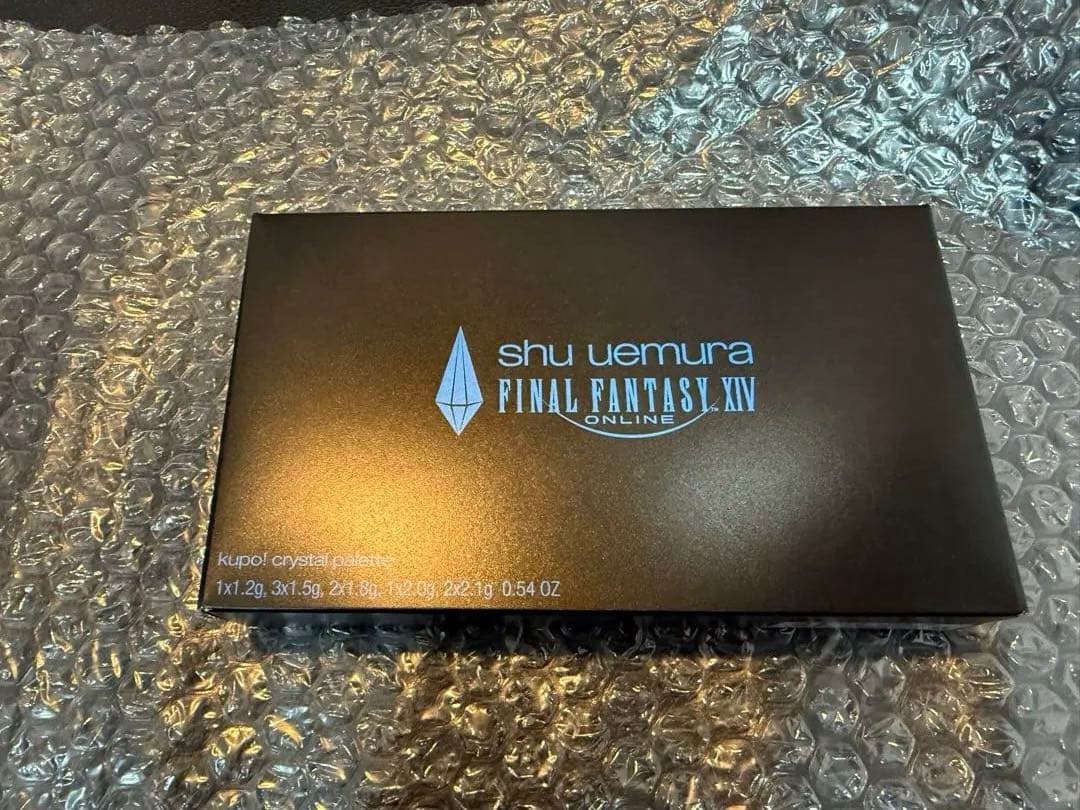 shu uemura
FINAL FANTASY XIV
ONLINE
kupo! crystal palette
1x1.2g, 3x1.5g, 2x1.8g, 1x2.0g, 2x2.1g 0.54 OZ